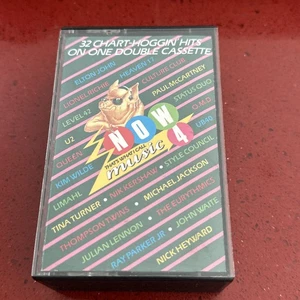 32 CHART-HOGGIN' HITS
ON ONE DOUBLE CASSETTE
ELTON JOHN HEAVEN 17
LIONEL RICHIE CULTURE CLUB
LEVEL 42 PAUL McCARTNEY
U2 STATUS QUO
QUEEN O.M.D
KIM WILDE UB40
NOW
THAT'S WHAT I CALL
music 4
LIMAHL NIK KERSHAW • STYLE COUNCIL
TINA TURNER • MICHAEL JACKSON
THOMPSON TWINS • THE EURYTHMICS
JULIAN LENNON • JOHN WAITE
RAY PARKER JR. • NICK HEYWARD